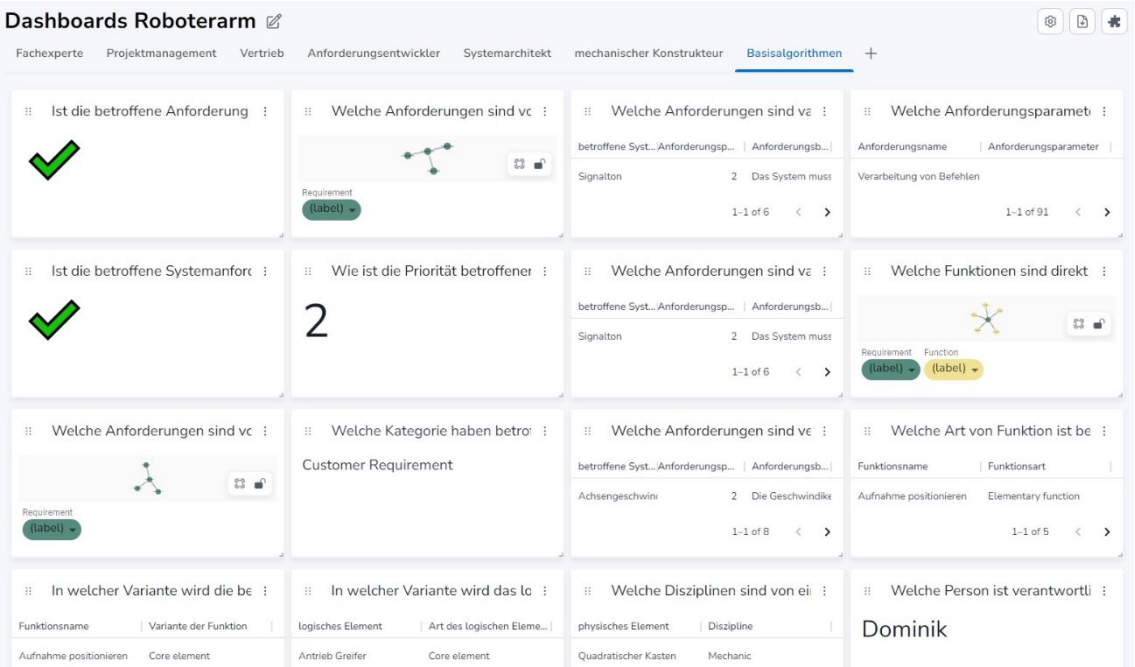 Dashboards Roboterarm
Fachexperte Projektmanagement Vertrieb Anforderungsentwickler Systemarchitekt mechanischer Konstrukteur Basisalgorithmen +
Ist die betroffene Anforderung
Welche Anforderungen sind vo
Requirement
(label)
Welche Anforderungen sind va
betroffene Syst... Anforderungsp... Anforderungsb...
Signalton 2 Das System muss
1–1 of 6 < >
Welche Anforderungsparamet
Anforderungsname Anforderungsparameter
Verarbeitung von Befehlen
1–1 of 91 < >
Ist die betroffene Systemanford
Wie ist die Priorität betroffener
2
Welche Anforderungen sind va
betroffene Syst... Anforderungsp... Anforderungsb...
Signalton 2 Das System muss
1–1 of 6 < >
Welche Funktionen sind direkt
Requirement Function
(label) (label)
Welche Anforderungen sind vo
Requirement
(label)
Welche Kategorie haben betrof
Customer Requirement
Welche Anforderungen sind ve
betroffene Syst... Anforderungsp... Anforderungsb...
Achsengeschwin 2 Die Geschwindike
1–1 of 8 < >
Welche Art von Funktion ist be
Funktionsname Funktionsart
Aufnahme positionieren Elementary function
1–1 of 5 < >
In welcher Variante wird die be
Funktionsname Variante der Funktion
Aufnahme positionieren Core element
In welcher Variante wird das lo
logisches Element Art des logischen Eleme...
Antrieb Greifer Core element
Welche Disziplinen sind von ei
physisches Element Discipline
Quadratischer Kasten Mechanic
Welche Person ist verantwortli
Dominik